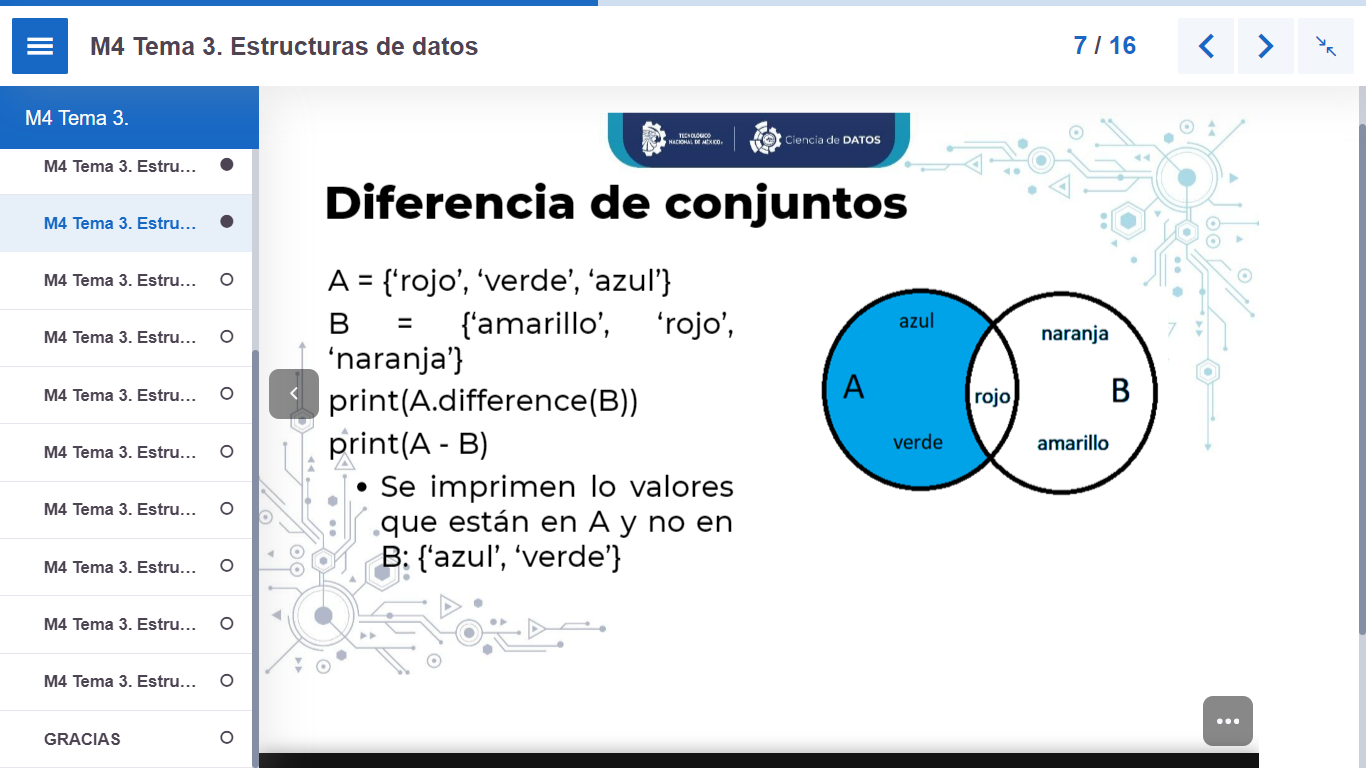 M4 Tema 3. Estructuras de datos
7 / 16
M4 Tema 3.
M4 Tema 3. Estru...
M4 Tema 3. Estru...
M4 Tema 3. Estru...
M4 Tema 3. Estru...
M4 Tema 3. Estru...
M4 Tema 3. Estru...
M4 Tema 3. Estru...
M4 Tema 3. Estru...
M4 Tema 3. Estru...
M4 Tema 3. Estru...
GRACIAS
TECNOLÓGICO
NACIONAL DE MÉXICO
Ciencia de DATOS
Diferencia de conjuntos
A = {‘rojo’, ‘verde’, ‘azul’}
B = {‘amarillo’, ‘rojo’,
‘naranja’}
print(A.difference(B))
print(A - B)
• Se imprimen lo valores
que están en A y no en
B: {‘azul’, ‘verde’}
azul
naranja
A
rojo
B
verde
amarillo